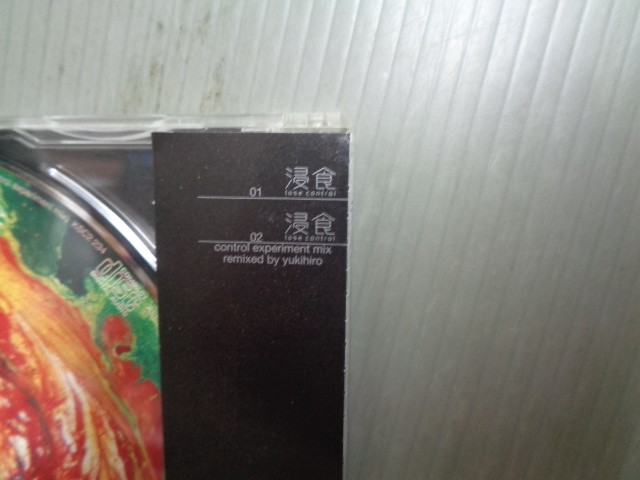 01 浸食
lose control
02 浸食
lose control
control experiment mix
remixed by yukihiro